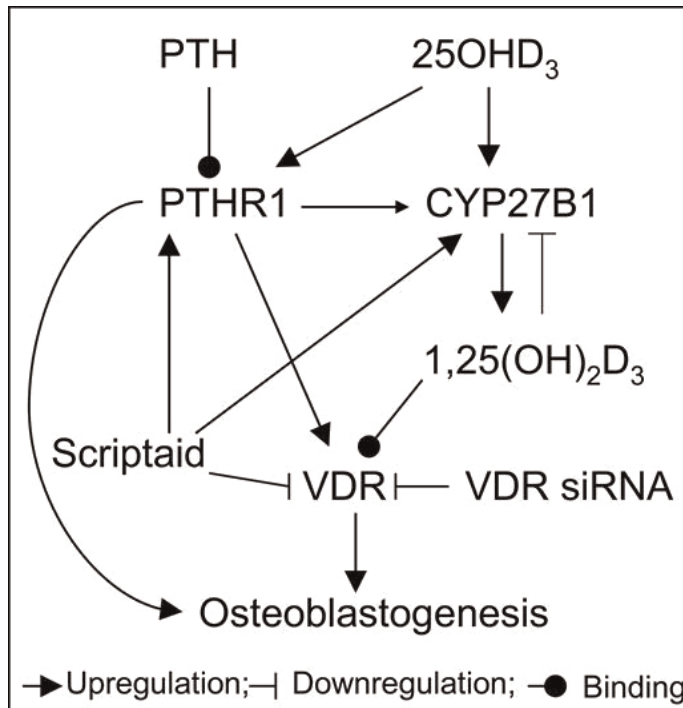 PTH 25OHD₃
PTHR1 CYP27B1
1,25(OH)₂D₃
Scriptaid
VDR VDR siRNA
Osteoblastogenesis
Upregulation; Downregulation; Binding